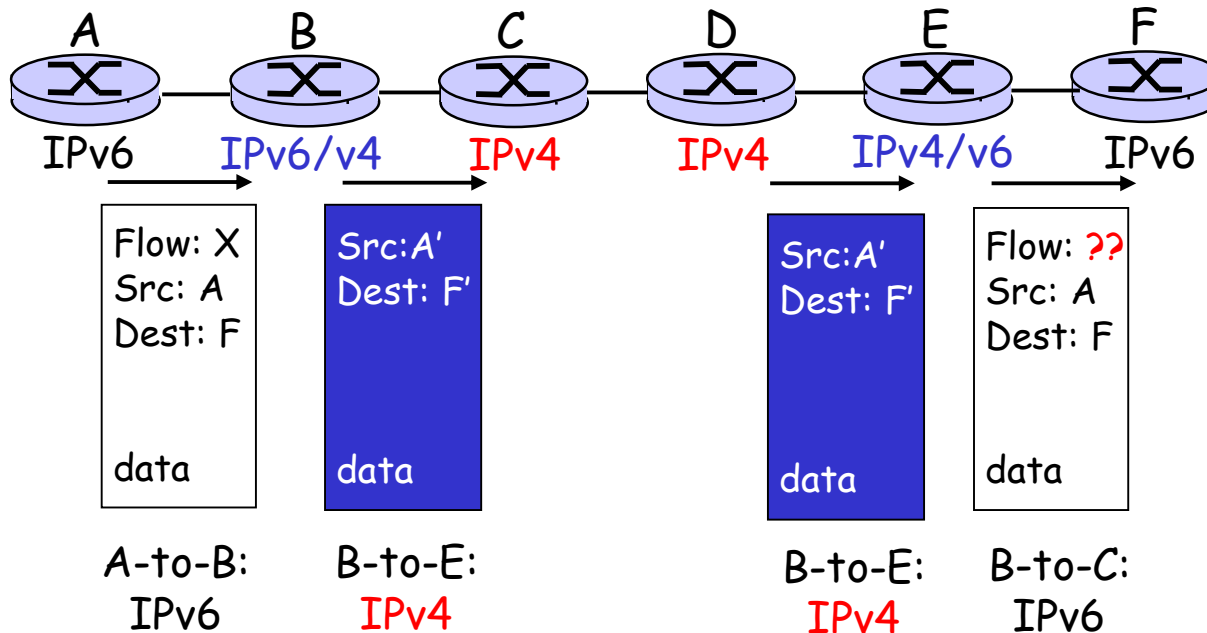 A B C D E F
IPv6 IPv6/v4 IPv4 IPv4 IPv4/v6 IPv6
Flow: X
Src: A
Dest: F
data
Src:A'
Dest: F'
data
Src:A'
Dest: F'
data
Flow: ??
Src: A
Dest: F
data
A-to-B:
IPv6
B-to-E:
IPv4
B-to-E:
IPv4
B-to-C:
IPv6